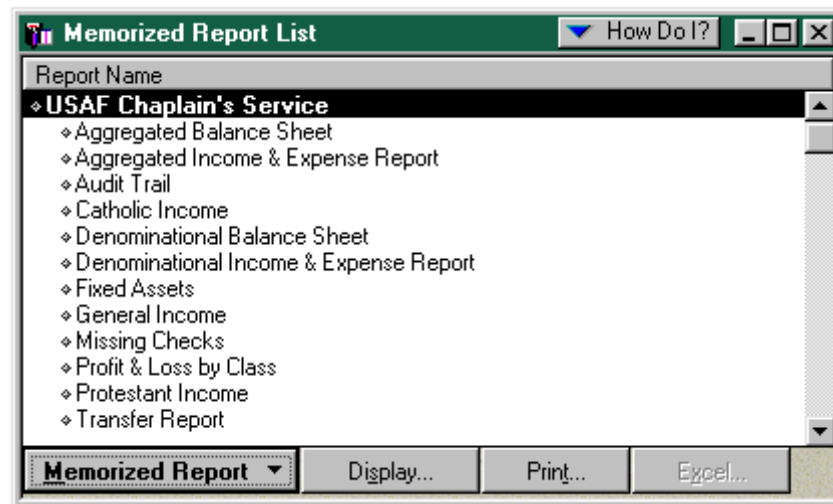 Memorized Report List How Do I?
Report Name
USAF Chaplain's Service
Aggregated Balance Sheet
Aggregated Income & Expense Report
Audit Trail
Catholic Income
Denominational Balance Sheet
Denominational Income & Expense Report
Fixed Assets
General Income
Missing Checks
Profit & Loss by Class
Protestant Income
Transfer Report
Memorized Report Display... Print... Excel...